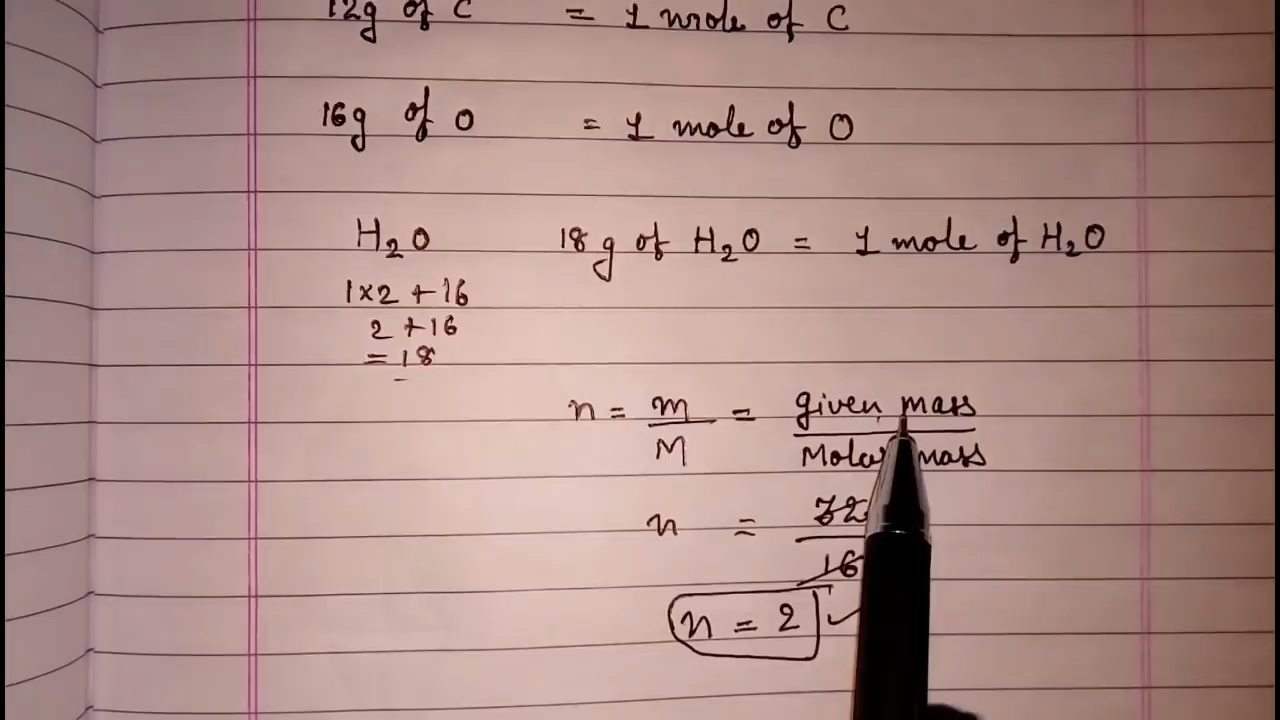 12g of C = 1 mole of C
16g of O = 1 mole of O
H₂O 18 g of H₂O = 1 mole of H₂O
1×2 + 16
2 + 16
= 18
n = m/M = given mass/Molar mass
n = 32/16
n = 2 ✓